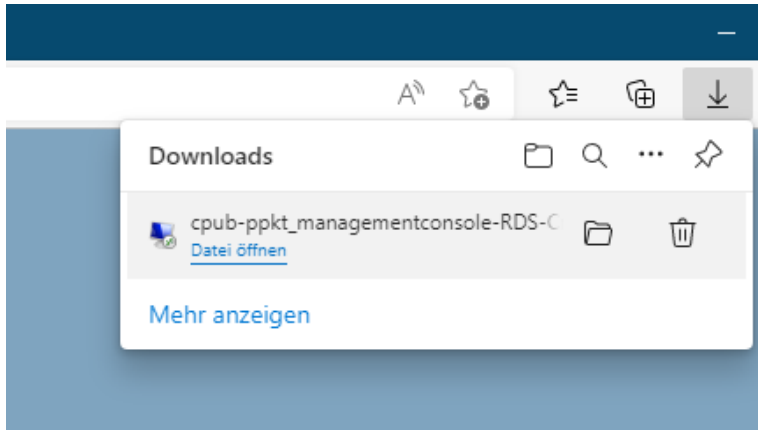 Downloads
cpub-ppkt_managementconsole-RDS-C
Datei öffnen
Mehr anzeigen